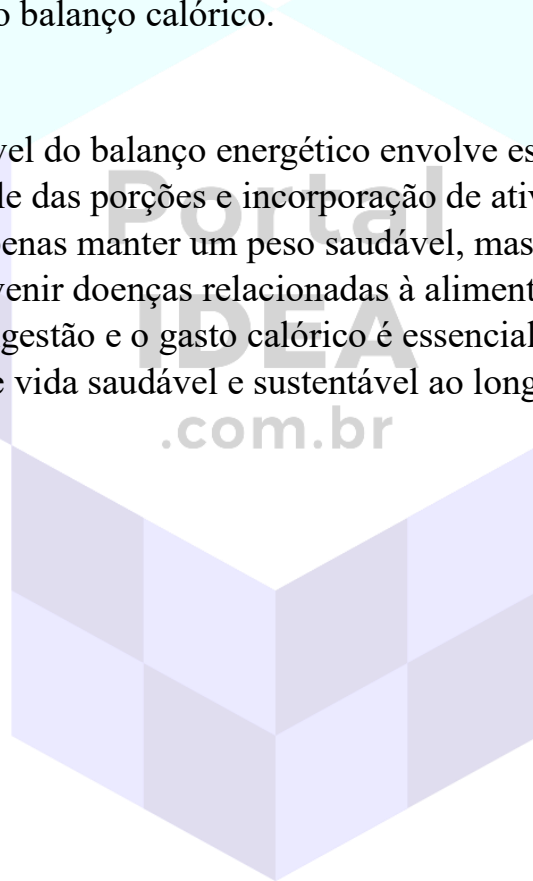 o balanço calórico.
vel do balanço energético envolve es
le das porções e incorporação de ativ
penas manter um peso saudável, mas
venir doenças relacionadas à aliment
gestão e o gasto calórico é essencial
e vida saudável e sustentável ao long
Portal
IDEA
.com.br